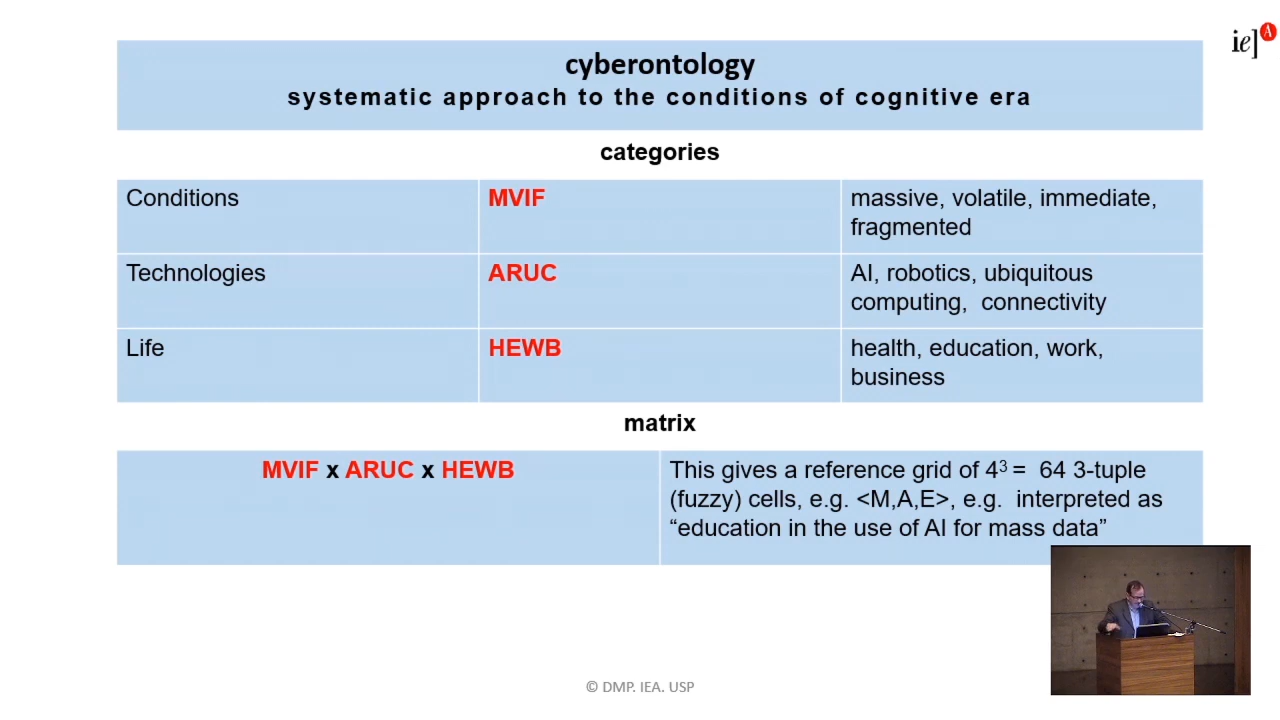 ie]A
cyberontology
systematic approach to the conditions of cognitive era
categories
Conditions
MVIF
massive, volatile, immediate,
fragmented
Technologies
ARUC
AI, robotics, ubiquitous
computing, connectivity
Life
HEWB
health, education, work,
business
matrix
MVIF x ARUC x HEWB
This gives a reference grid of 4³ = 64 3-tuple
(fuzzy) cells, e.g. <M,A,E>, e.g. interpreted as
“education in the use of AI for mass data”
© DMP. IEA. USP